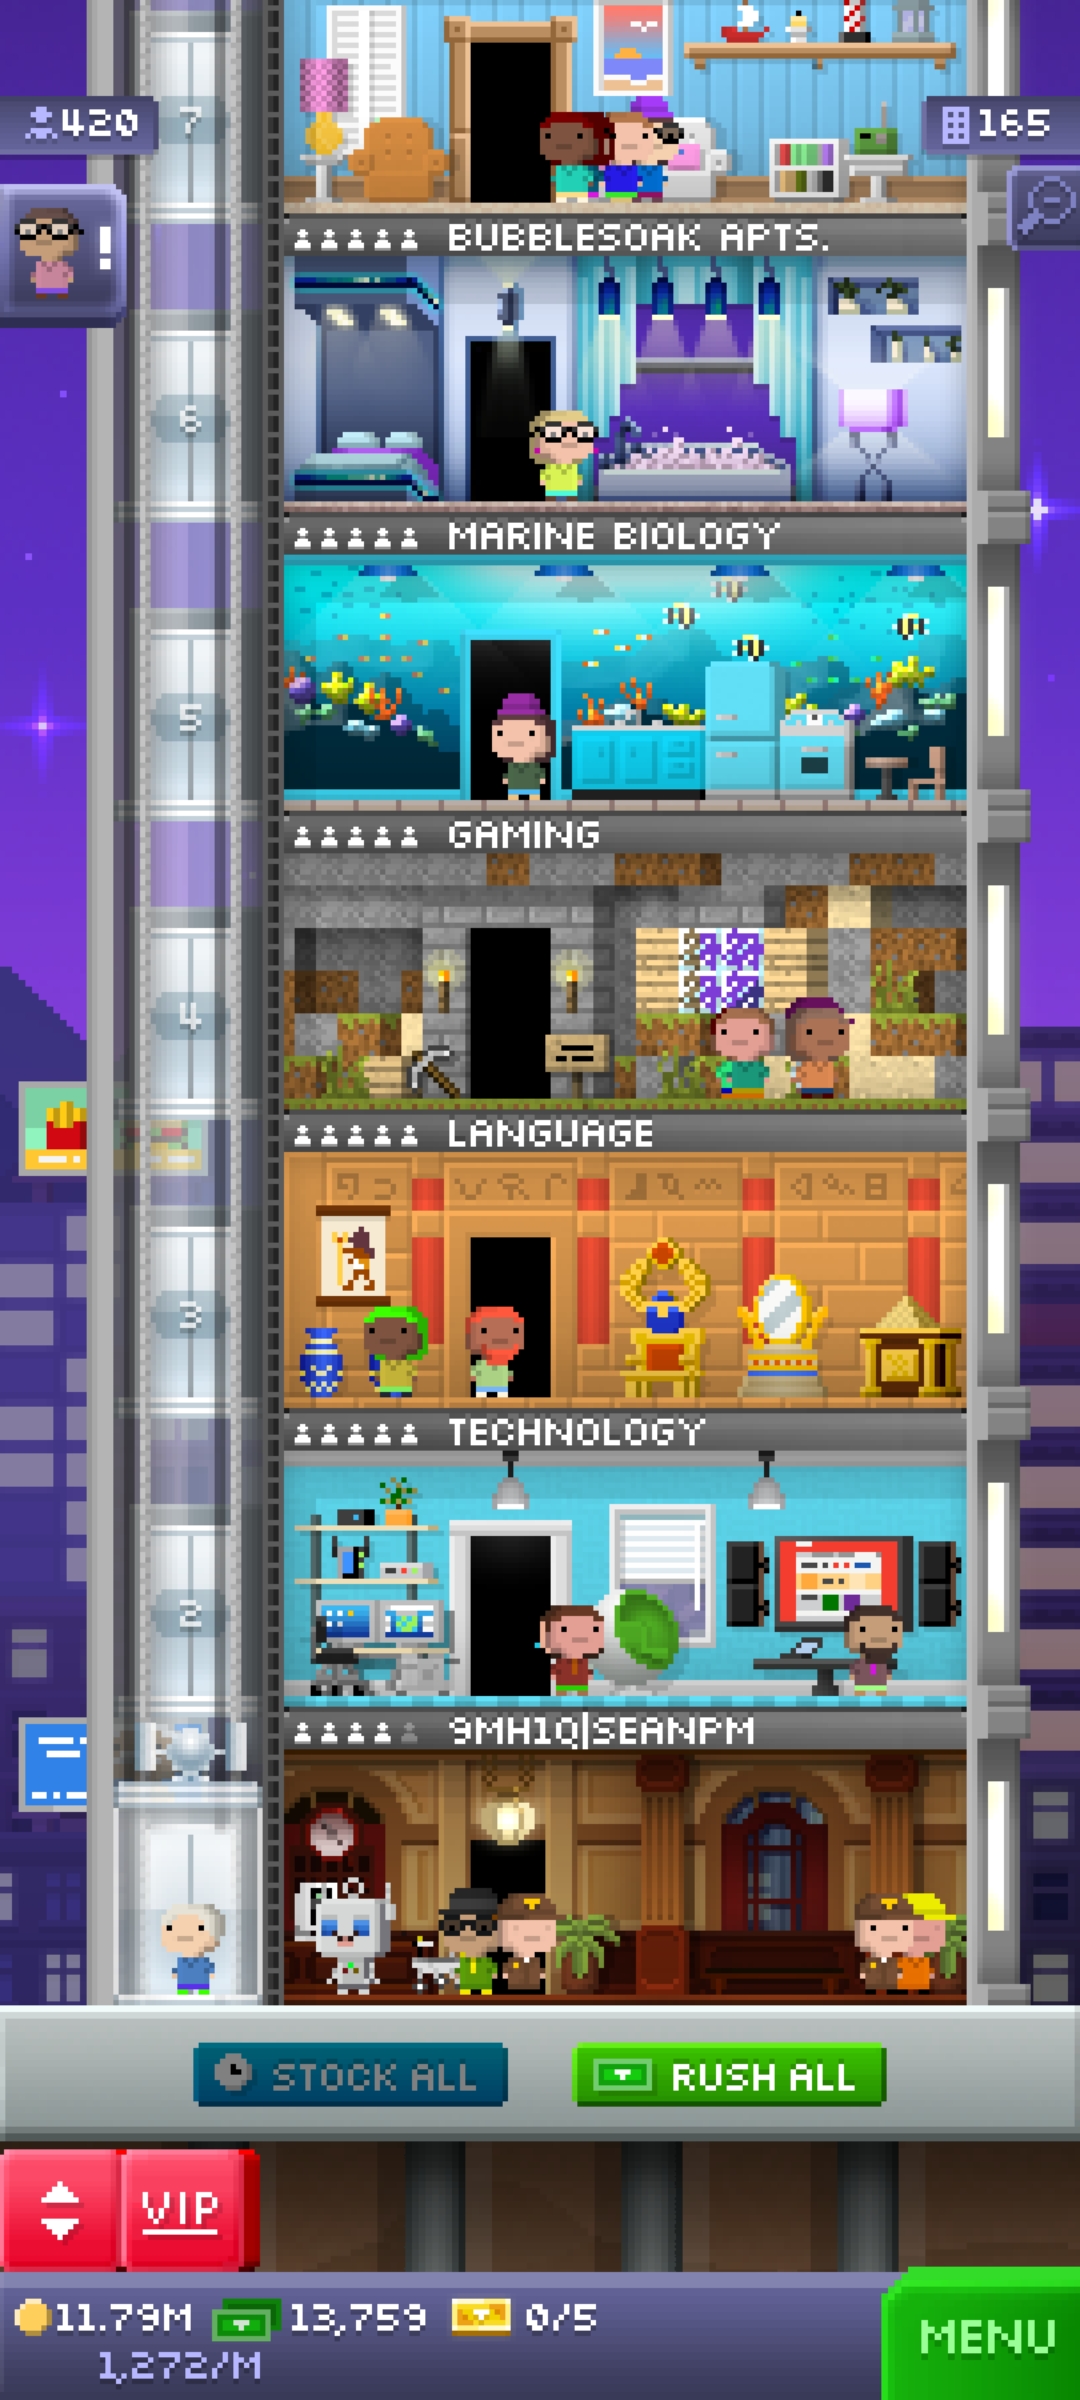 7
420
165
!
BUBBLESOAK APTS.
6
MARINE BIOLOGY
5
GAMING
4
LANGUAGE
3
TECHNOLOGY
2
9MH1Q|SEANPM
STOCK ALL
RUSH ALL
VIP
11.79M 13,759 0/5
1,272/M
MENU